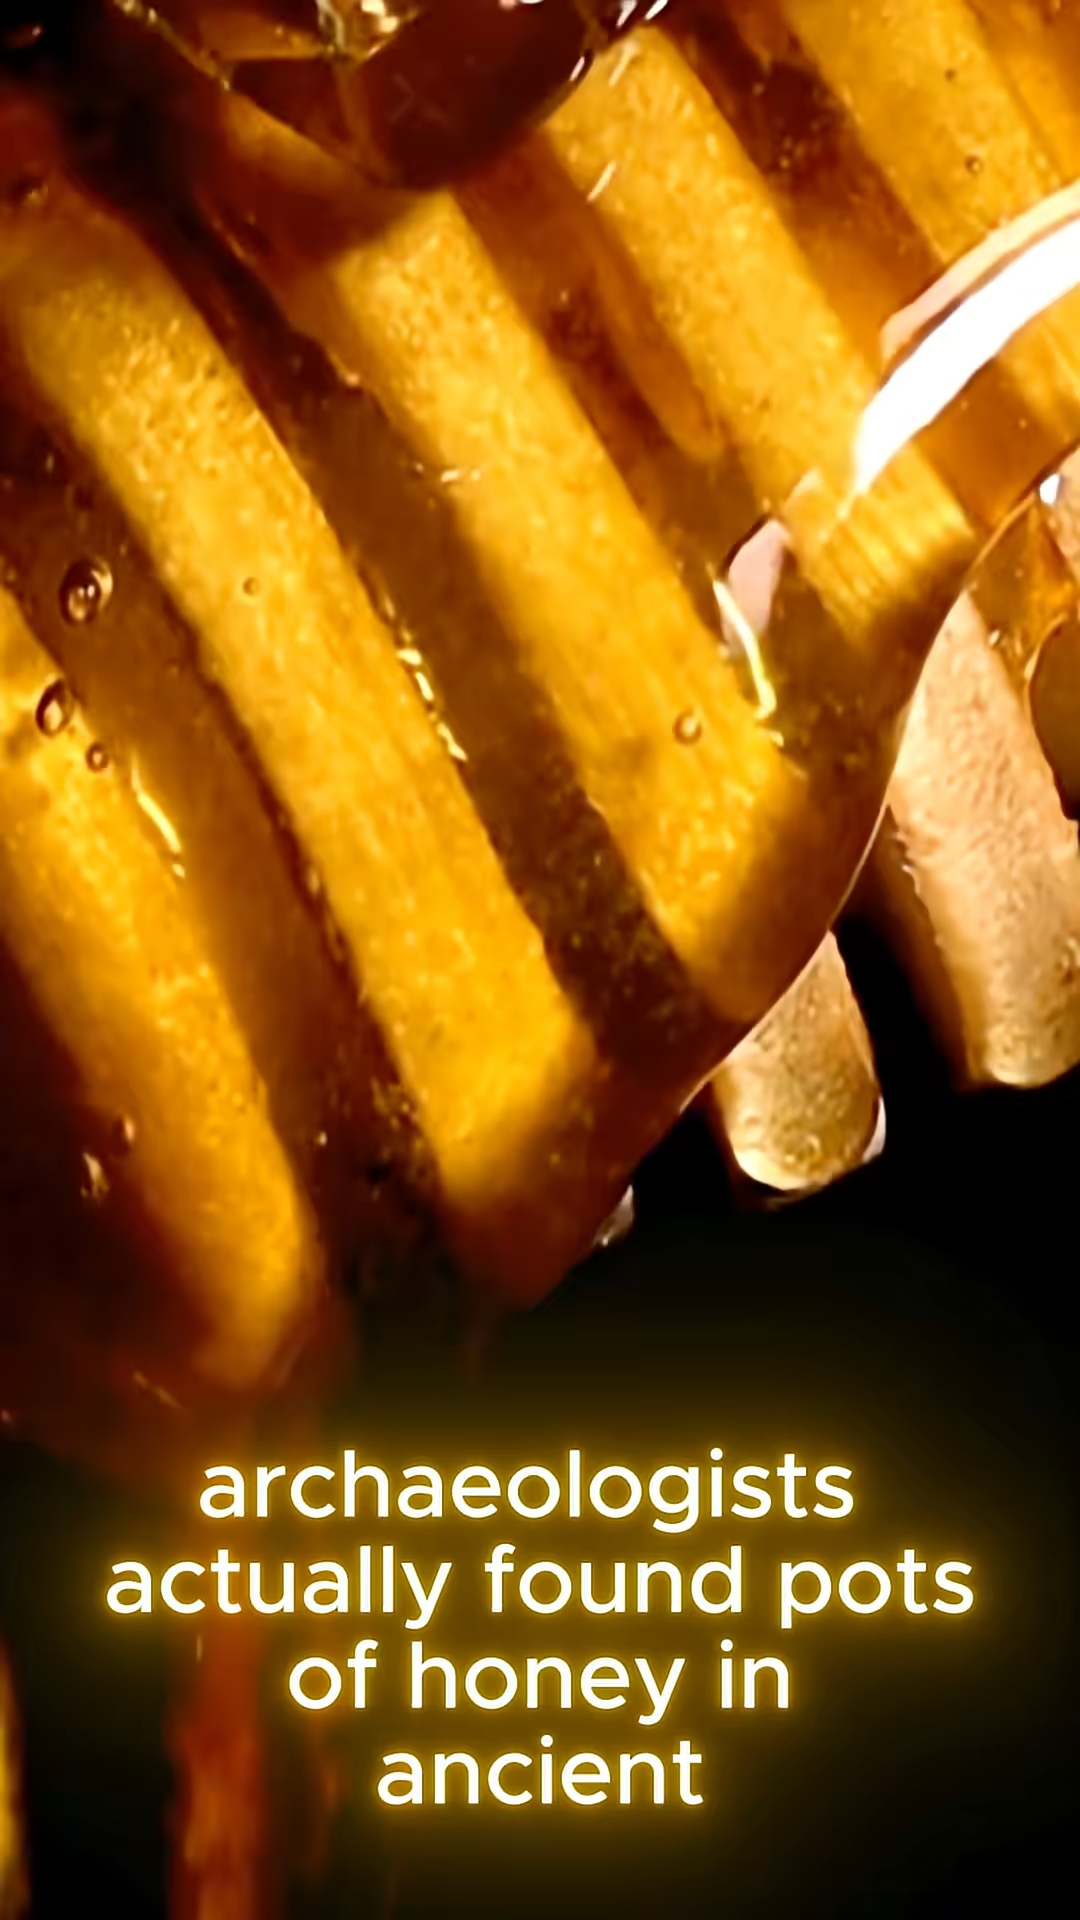 archaeologists
actually found pots
of honey in
ancient